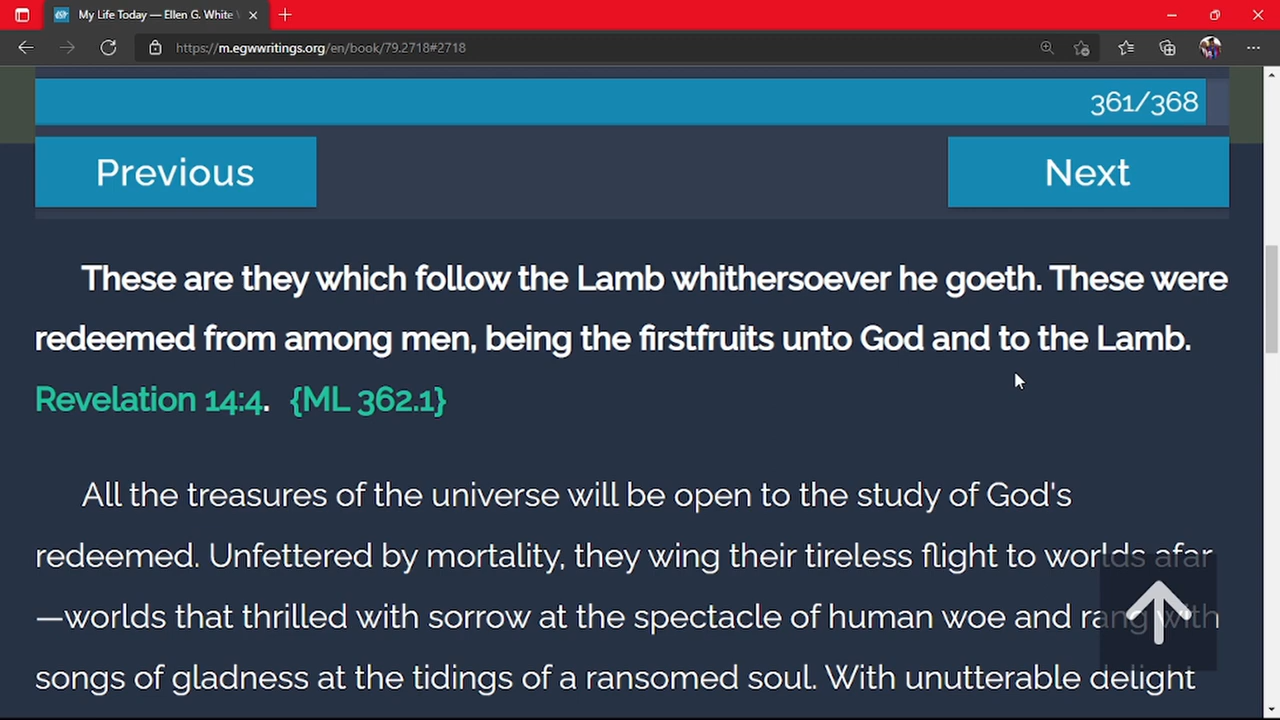 My Life Today — Ellen G. White
https://m.egwwritings.org/en/book/79.2718#2718
361/368
Previous
Next
These are they which follow the Lamb whithersoever he goeth. These were
redeemed from among men, being the firstfruits unto God and to the Lamb.
Revelation 14:4. {ML 362.1}
All the treasures of the universe will be open to the study of God's
redeemed. Unfettered by mortality, they wing their tireless flight to worlds afar
—worlds that thrilled with sorrow at the spectacle of human woe and rang with
songs of gladness at the tidings of a ransomed soul. With unutterable delight